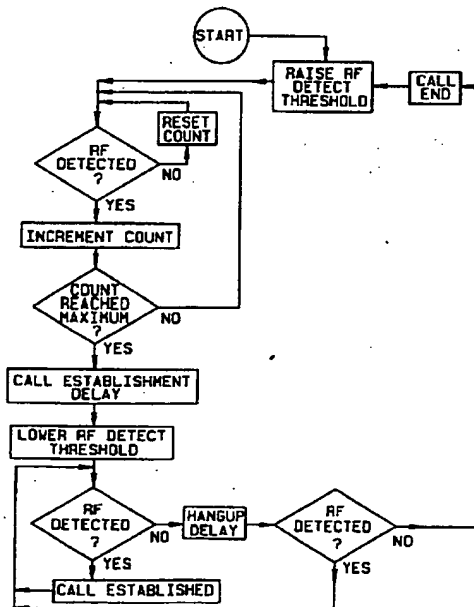 START
RAISE RF
DETECT
THRESHOLD
CALL
END
RESET
COUNT
RF
DETECTED
?
NO
YES
INCREMENT COUNT
COUNT
REACHED
MAXIMUM
?
NO
YES
CALL ESTABLISHMENT
DELAY
LOWER RF DETECT
THRESHOLD
RF
DETECTED
?
NO
YES
HANGUP
DELAY
RF
DETECTED
?
NO
YES
CALL ESTABLISHED